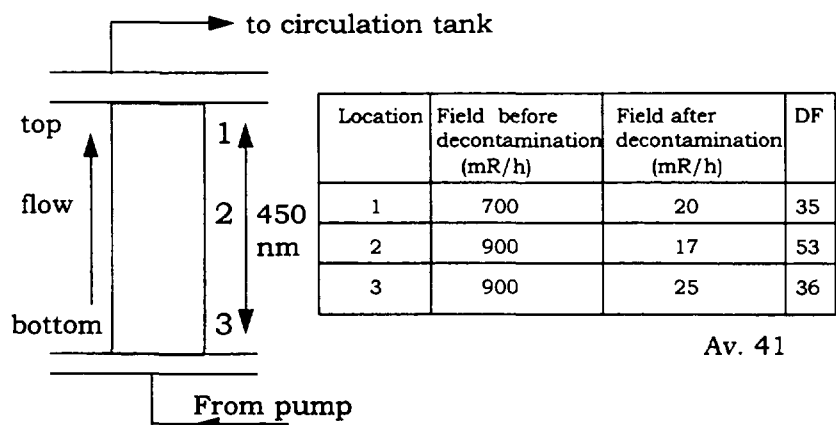 to circulation tank
top
flow
bottom
1
2
3
450
nm
From pump
Location Field before decontamination (mR/h) Field after decontamination (mR/h) DF
1 700 20 35
2 900 17 53
3 900 25 36
Av. 41